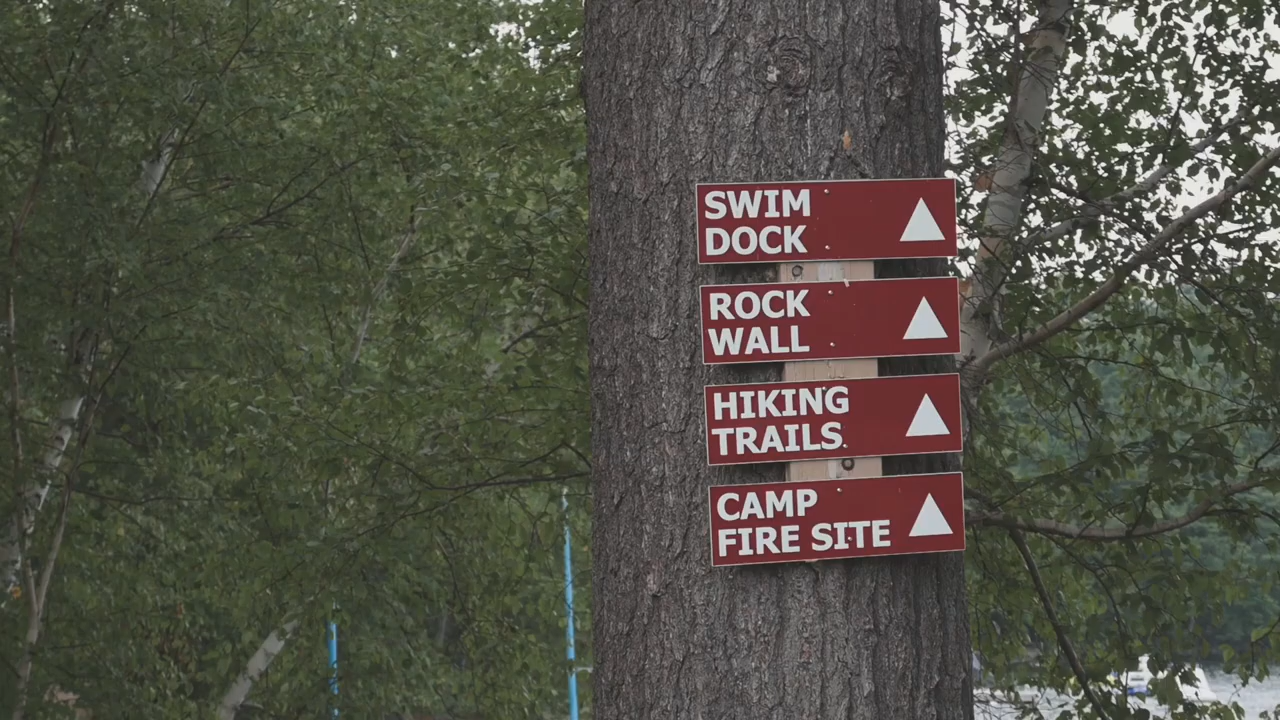 SWIM
DOCK
ROCK
WALL
HIKING
TRAILS
CAMP
FIRE SITE